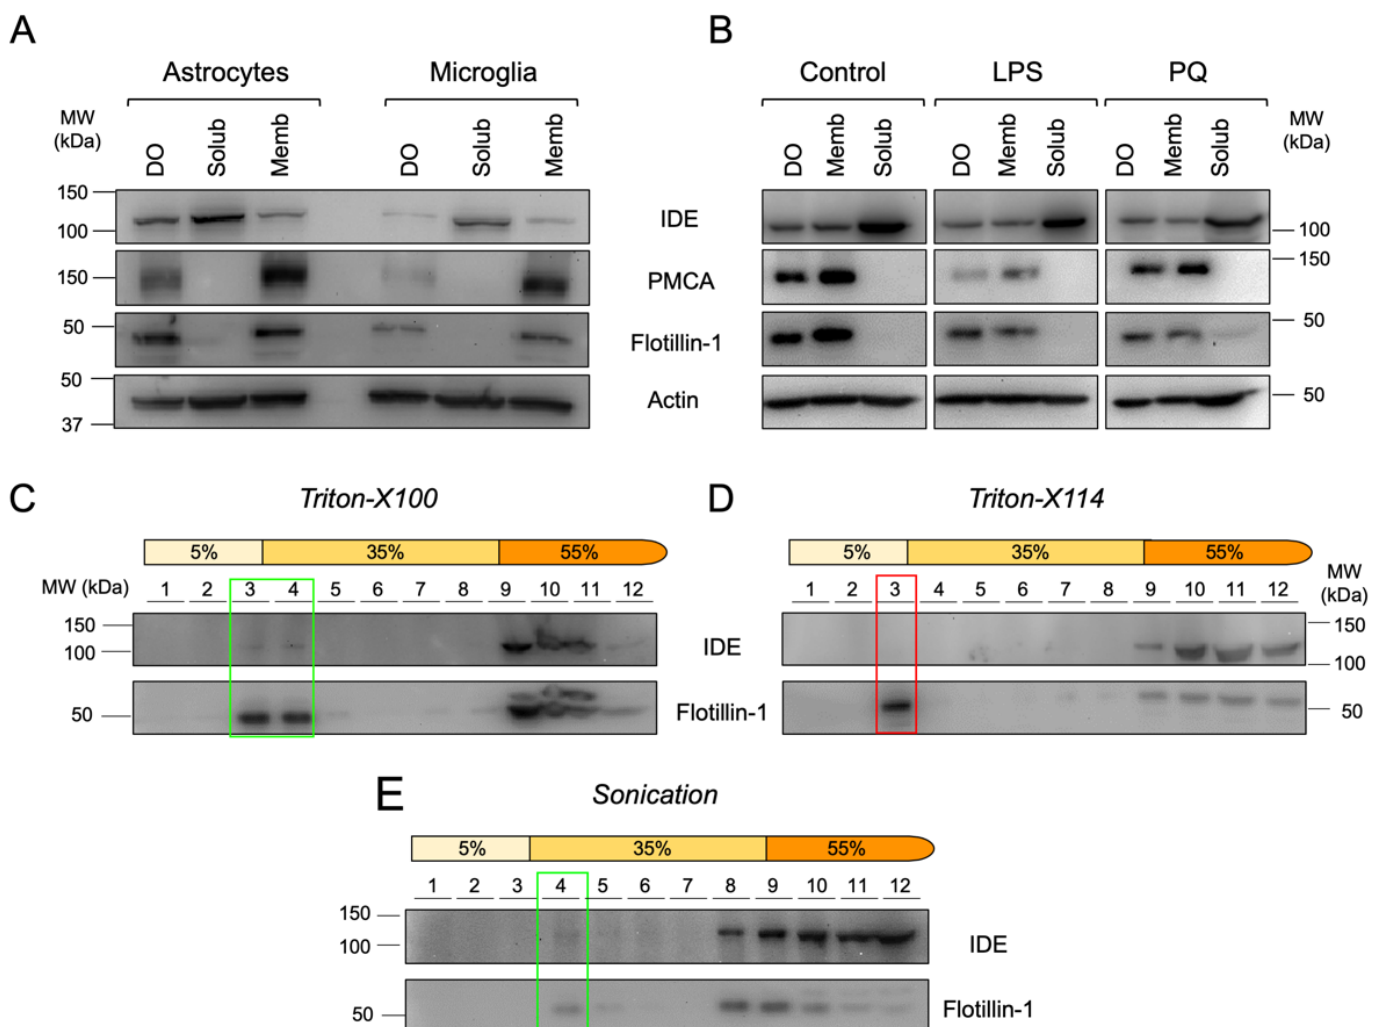 A
Astrocytes Microglia
MW
(kDa)
DO Solub Memb DO Solub Memb
150
100
150
50
50
37
IDE
PMCA
Flotillin-1
Actin
B
Control LPS PQ
DO Memb Solub DO Memb Solub DO Memb Solub
MW
(kDa)
100
150
50
50
C
Triton-X100
5% 35% 55%
MW (kDa) 1 2 3 4 5 6 7 8 9 10 11 12
150
100
50
IDE
Flotillin-1
D
Triton-X114
5% 35% 55%
1 2 3 4 5 6 7 8 9 10 11 12
MW
(kDa)
150
100
50
E
Sonication
5% 35% 55%
1 2 3 4 5 6 7 8 9 10 11 12
150
100
IDE
50
Flotillin-1